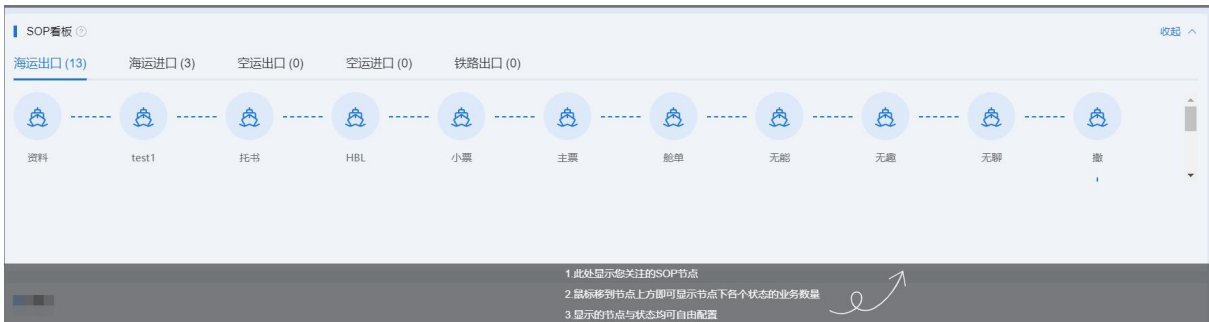 SOP看板
收起
海运出口 (13) 海运进口 (3) 空运出口 (0) 空运进口 (0) 铁路出口 (0)
资料 test1 托书 HBL 小票 主票 舱单 无能 无趣 无聊 撒
1.此处显示您关注的SOP节点
2.鼠标移到节点上方即可显示节点下各个状态的业务数量
3.显示的节点与状态均可自由配置